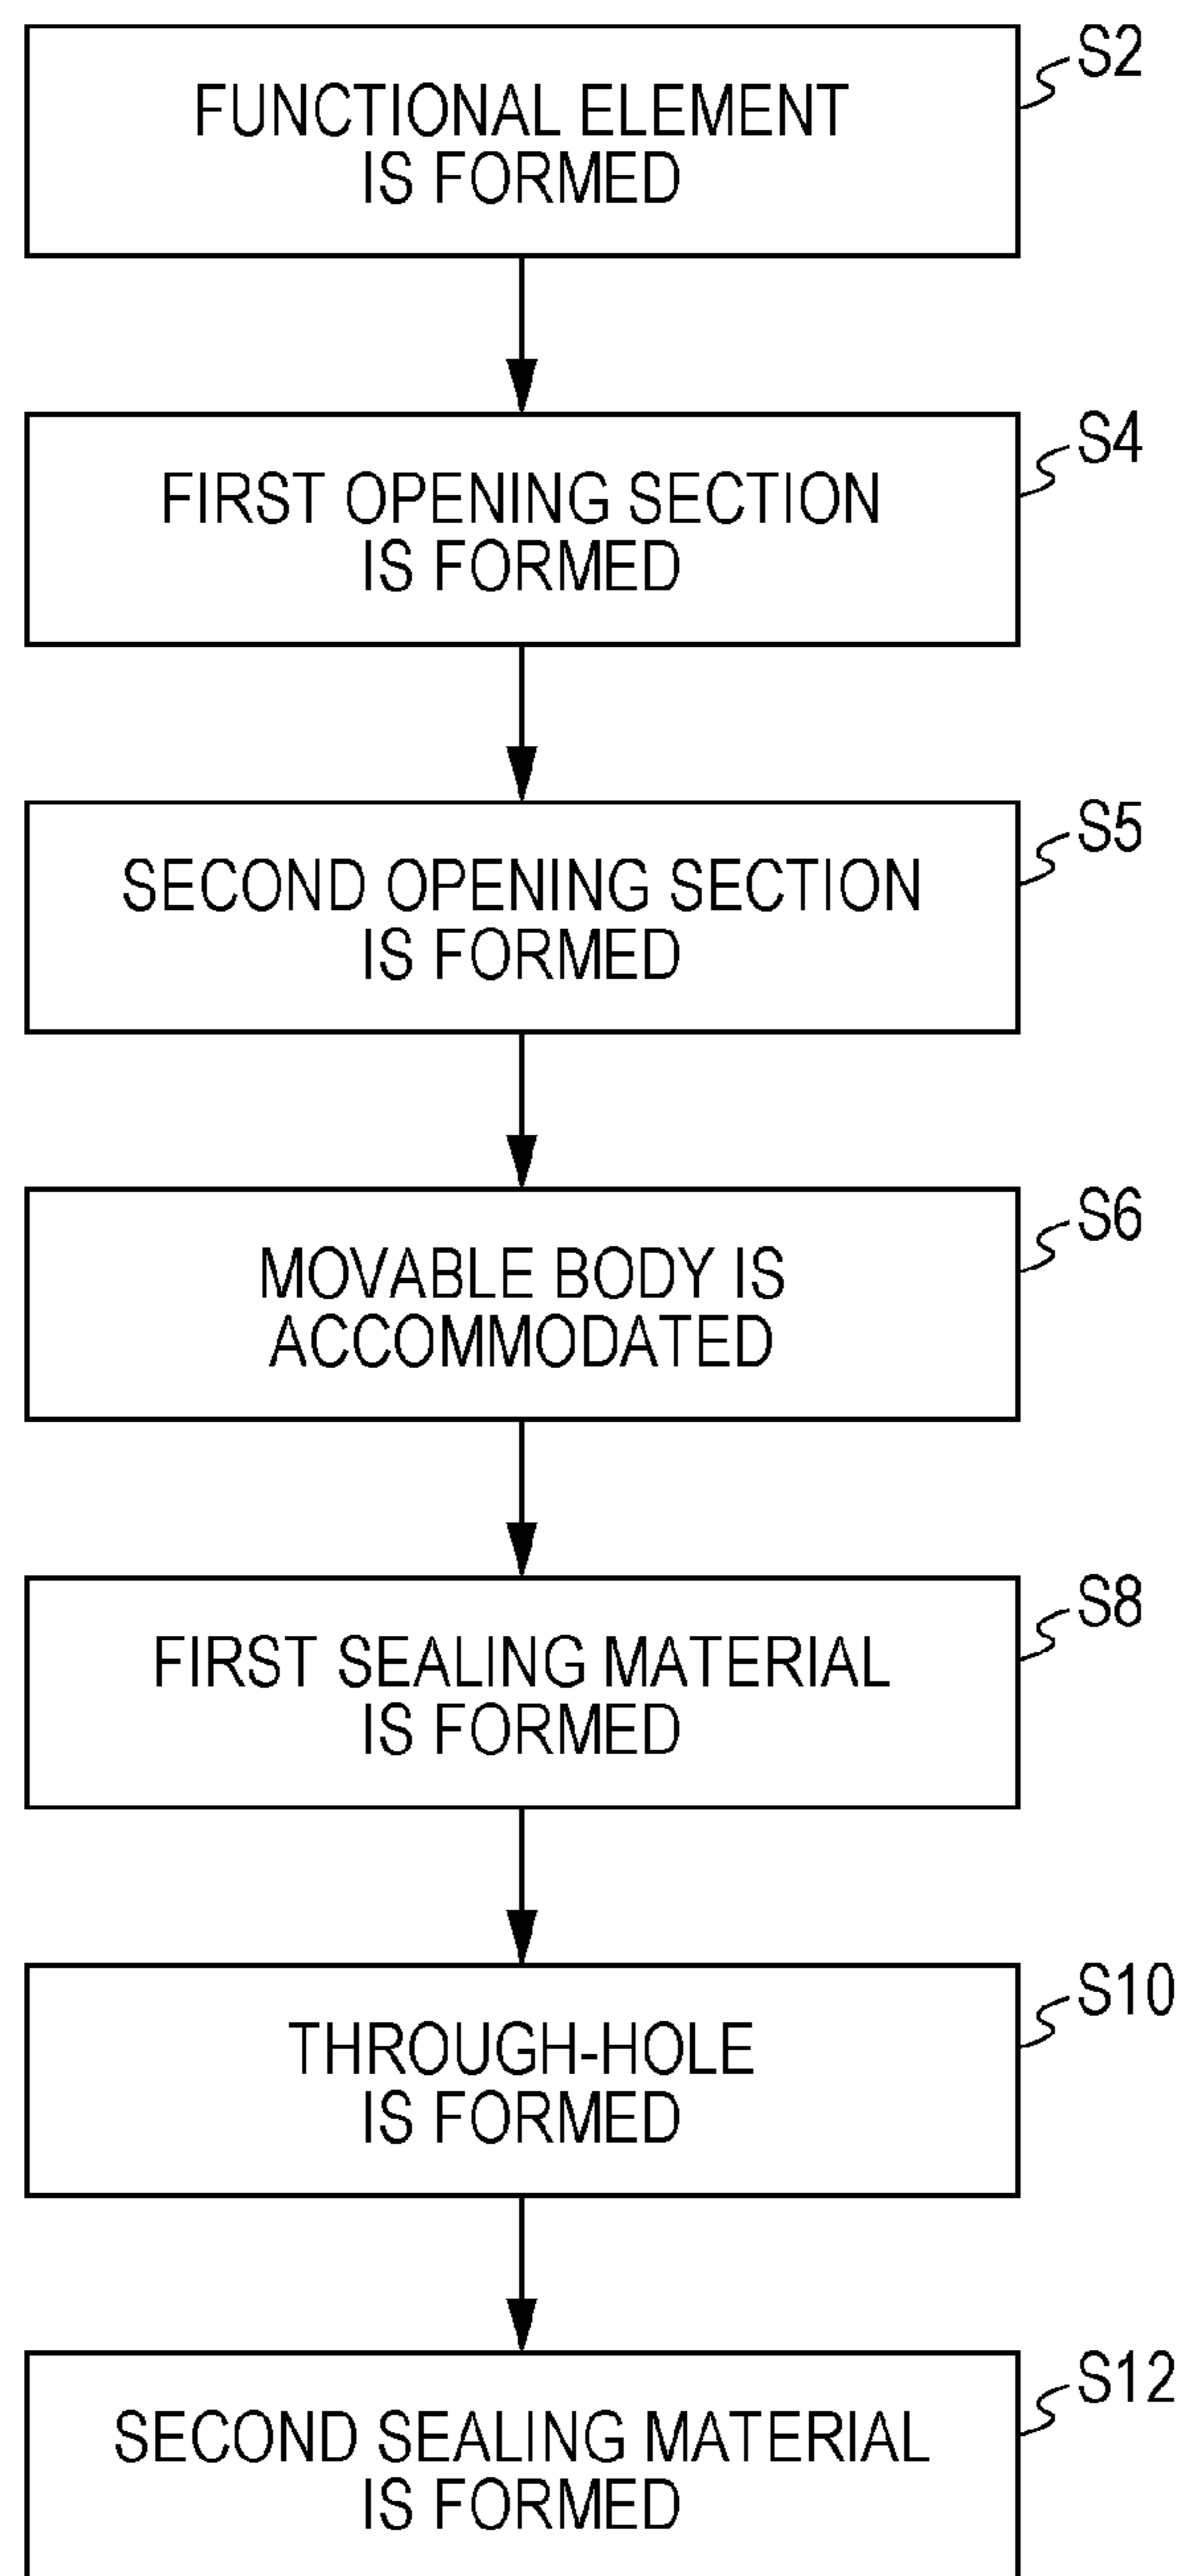 S2
FUNCTIONAL ELEMENT
IS FORMED
S4
FIRST OPENING SECTION
IS FORMED
S5
SECOND OPENING SECTION
IS FORMED
S6
MOVABLE BODY IS
ACCOMMODATED
S8
FIRST SEALING MATERIAL
IS FORMED
S10
THROUGH-HOLE
IS FORMED
S12
SECOND SEALING MATERIAL
IS FORMED